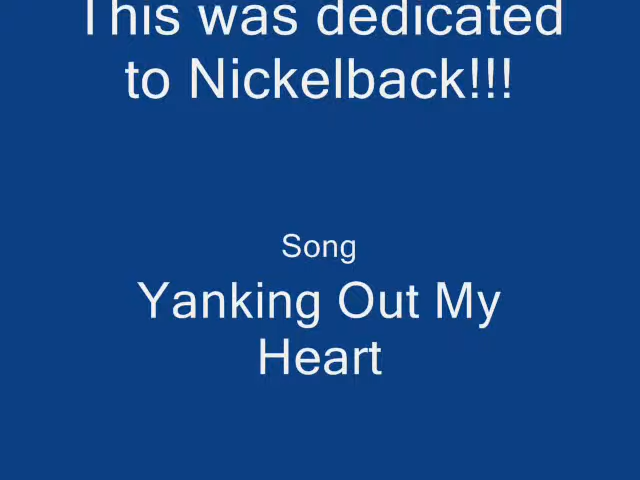 This was dedicated
to Nickelback!!!
Song
Yanking Out My
Heart